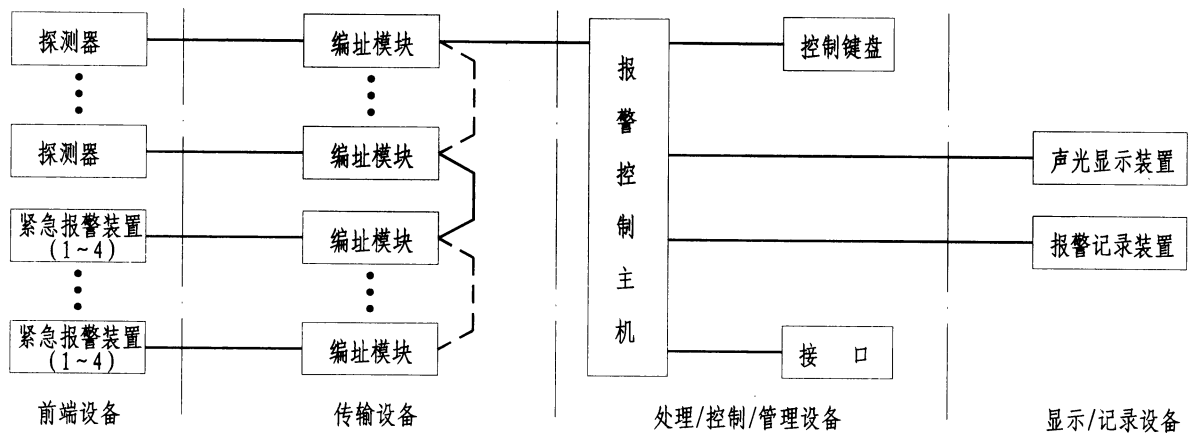 探测器
编址模块
报警控制主机
控制键盘
探测器
编址模块
声光显示装置
紧急报警装置
(1~4)
编址模块
报警记录装置
紧急报警装置
(1~4)
编址模块
接 口
前端设备
传输设备
处理/控制/管理设备
显示/记录设备